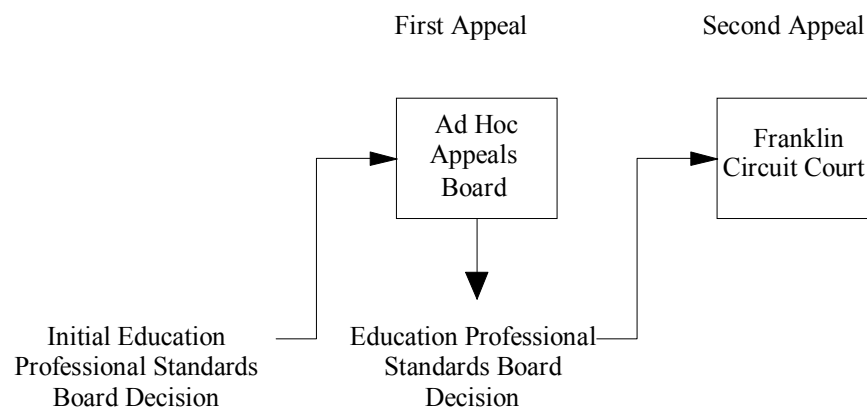 First Appeal
Second Appeal
Ad Hoc
Appeals
Board
Franklin
Circuit Court
Initial Education
Professional Standards
Board Decision
Education Professional
Standards Board
Decision